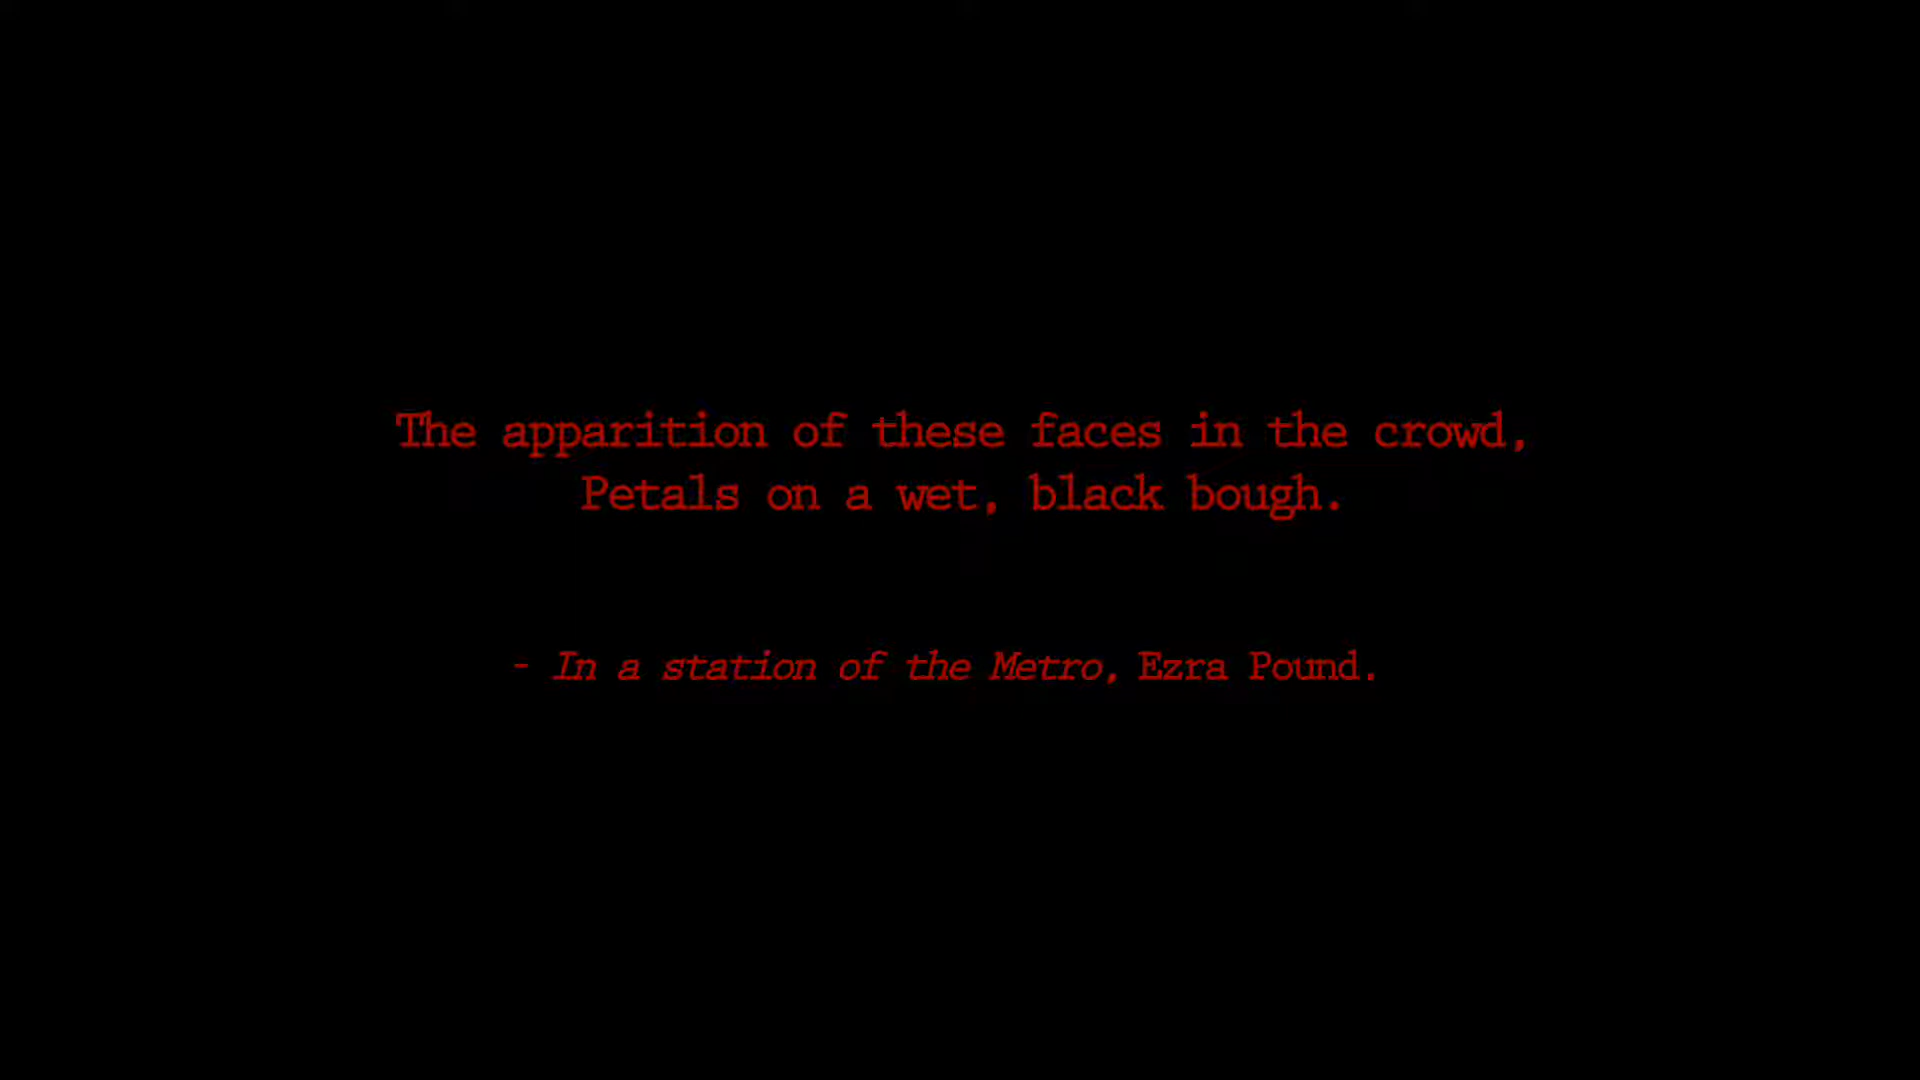 The apparition of these faces in the crowd,
Petals on a wet, black bough.
- In a station of the Metro, Ezra Pound.